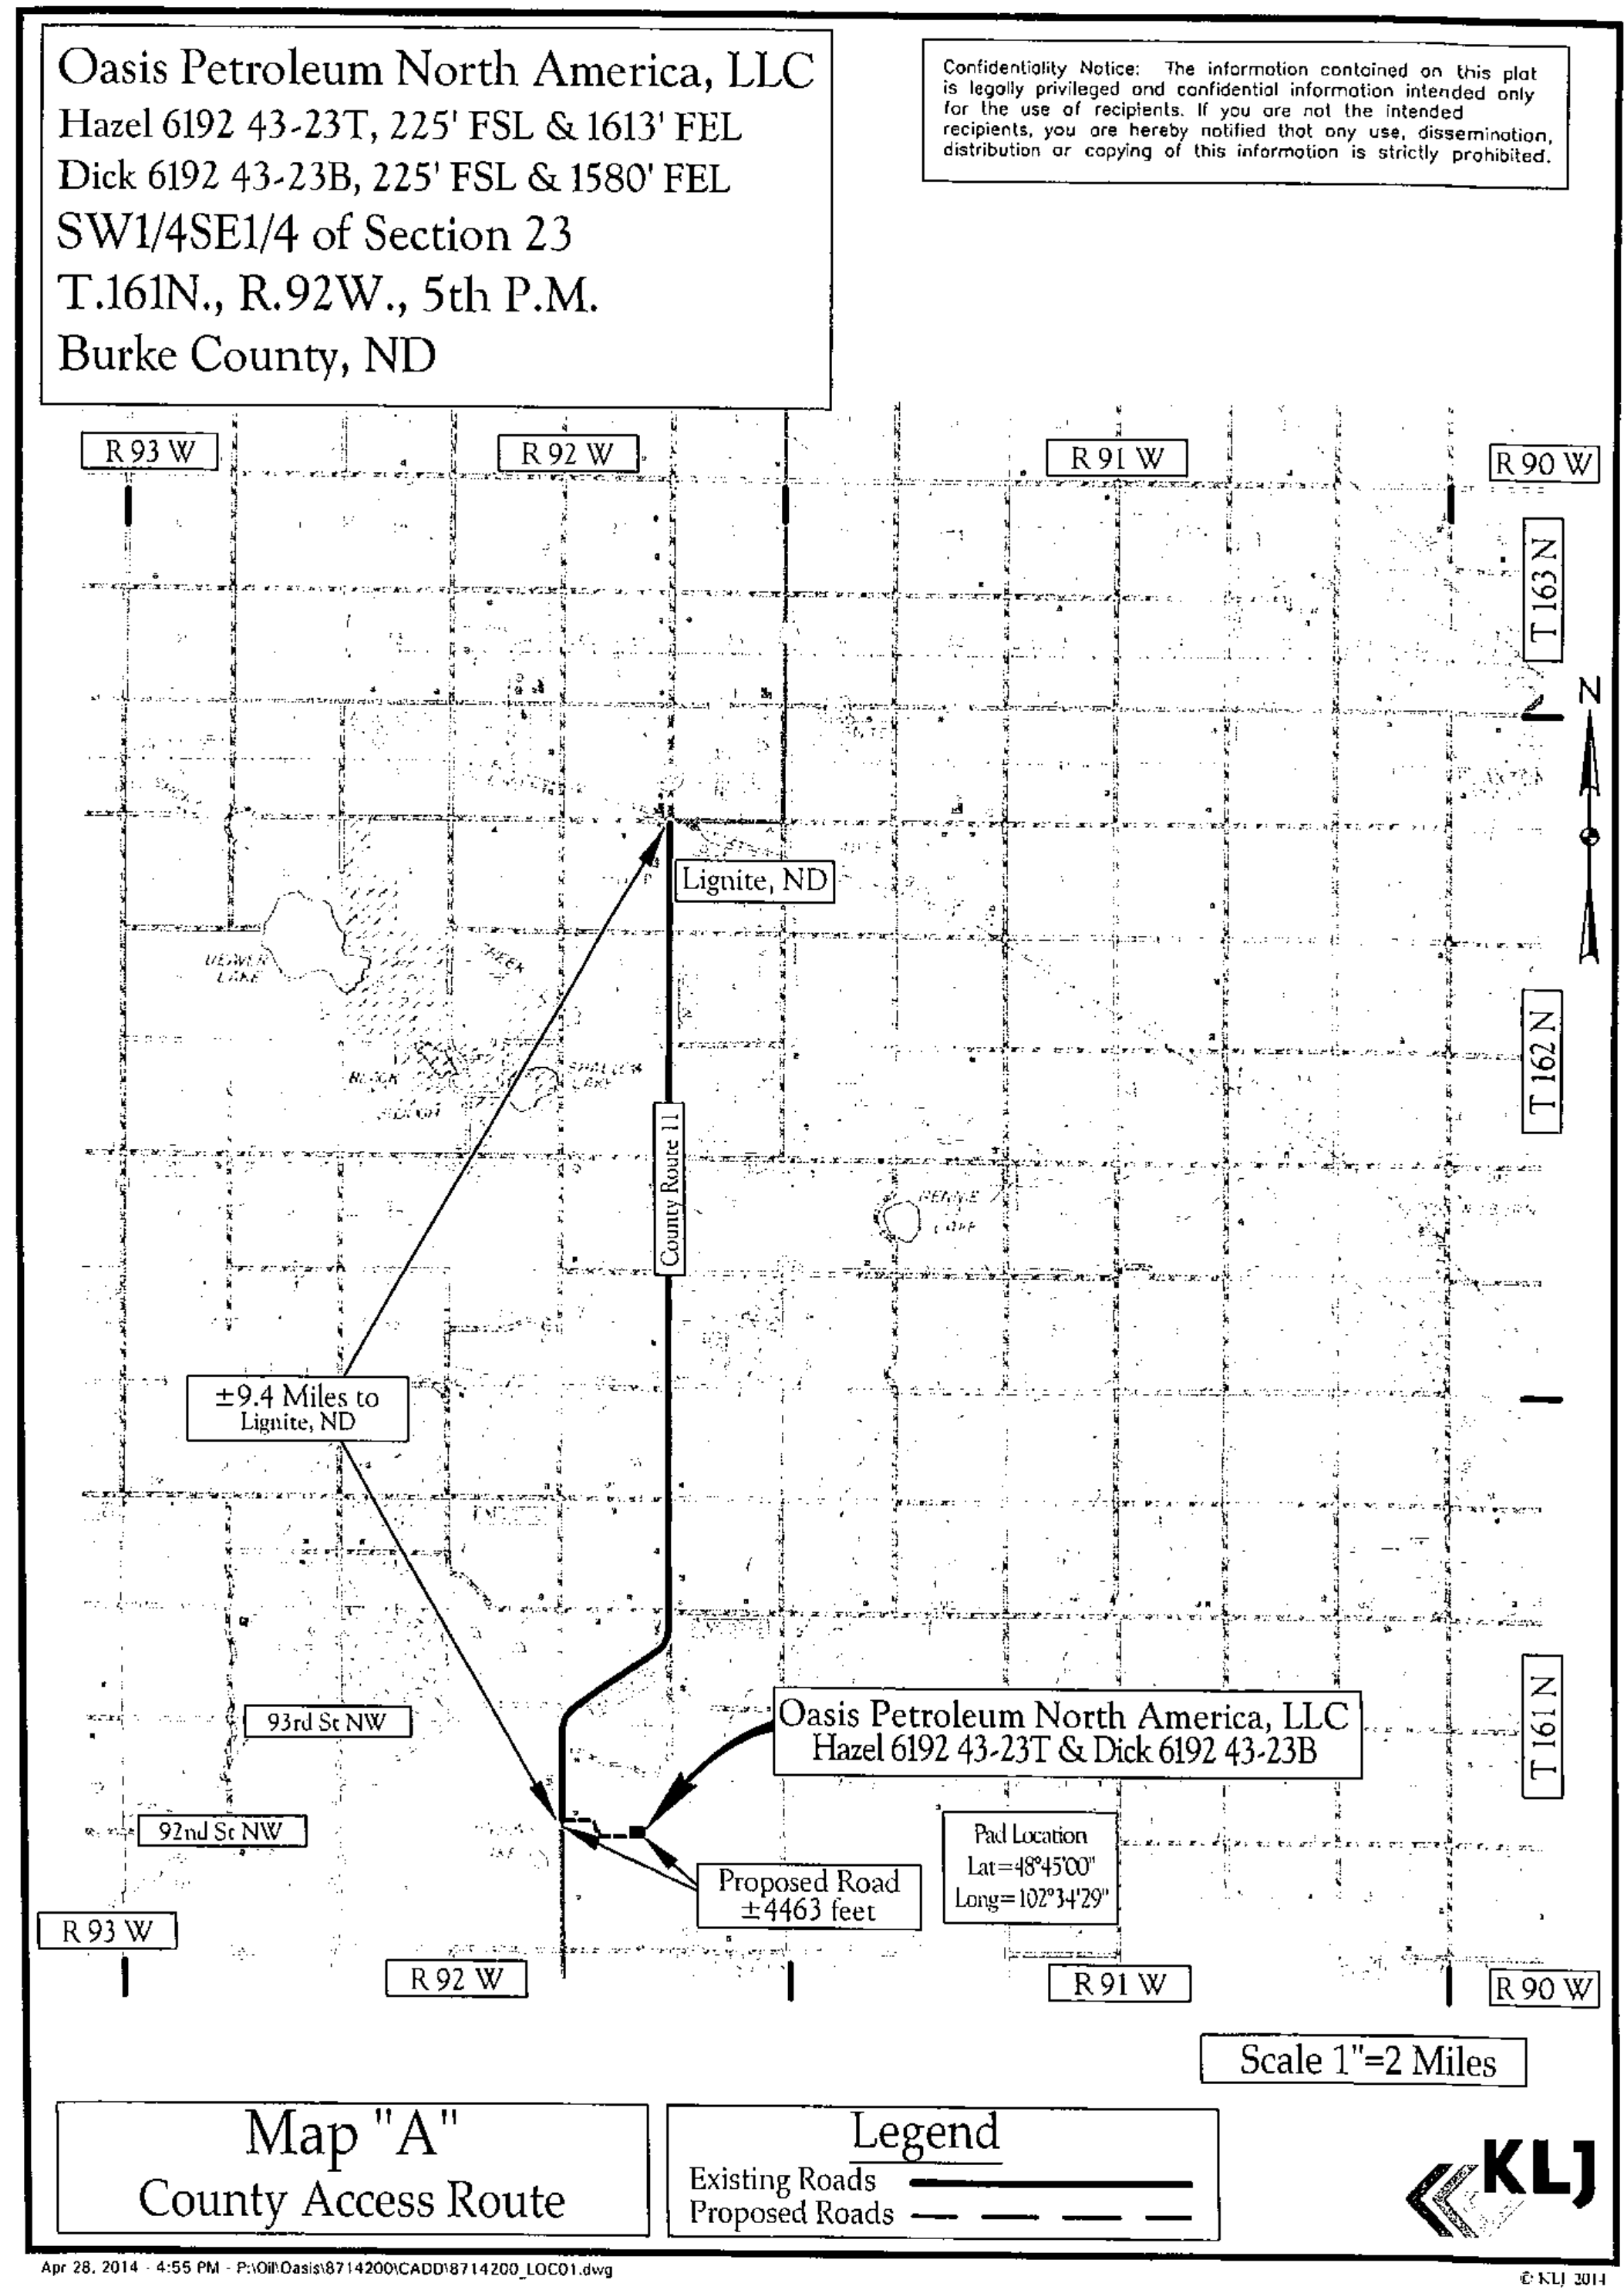 Oasis Petroleum North America, LLC
Hazel 6192 43-23T, 225' FSL & 1613' FEL
Dick 6192 43-23B, 225' FSL & 1580' FEL
SW1/4SE1/4 of Section 23
T.161N., R.92W., 5th P.M.
Burke County, ND
Confidentiality Notice: The information contained on this plat
is legally privileged and confidential information intended only
for the use of recipients. If you are not the intended
recipients, you are hereby notified that any use, dissemination,
distribution or copying of this information is strictly prohibited.
R 93 W
R 92 W
R 91 W
R 90 W
T 163 N
N
Lignite, ND
BEAVER
LAKE
T 162 N
SHALLOW
LAKE
County Route 11
±9.4 Miles to
Lignite, ND
93rd St NW
Oasis Petroleum North America, LLC
Hazel 6192 43-23T & Dick 6192 43-23B
T 161 N
92nd St NW
Pad Location
Lat=48°45'00"
Long=102°34'29"
Proposed Road
±4463 feet
R 93 W
R 92 W
R 91 W
R 90 W
Scale 1"=2 Miles
Map "A"
County Access Route
Legend
Existing Roads
Proposed Roads
KLJ
Apr 28, 2014 - 4:55 PM - P:\Oil\Oasis\8714200\CADD\8714200_LOC01.dwg
© KLJ 2014